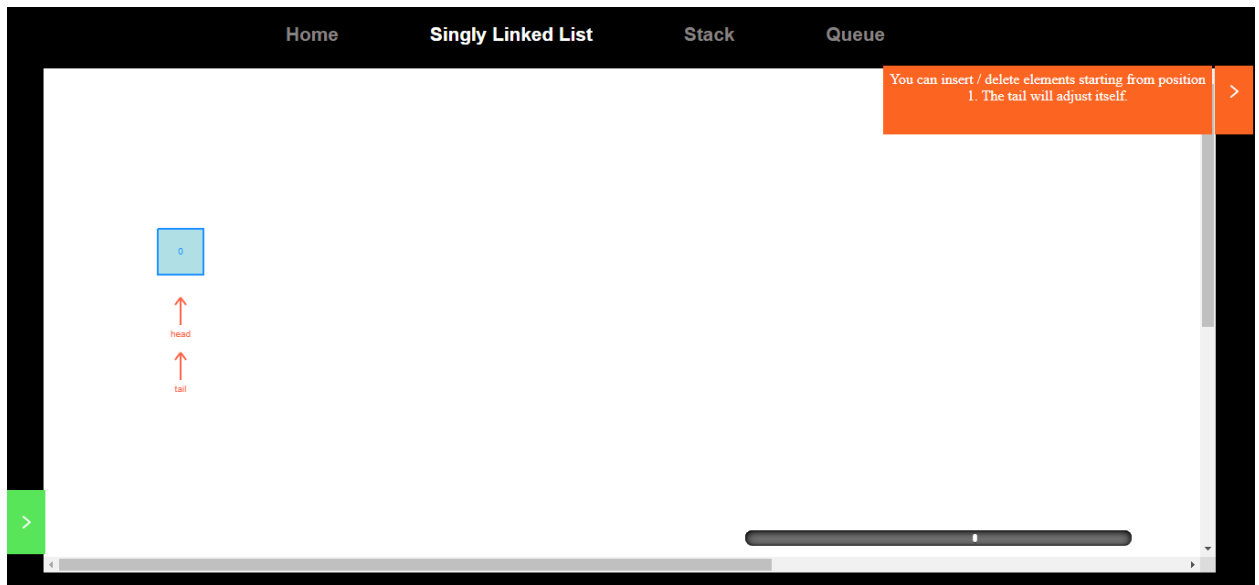 Home Singly Linked List Stack Queue
You can insert / delete elements starting from position
1. The tail will adjust itself.
0
head
tail